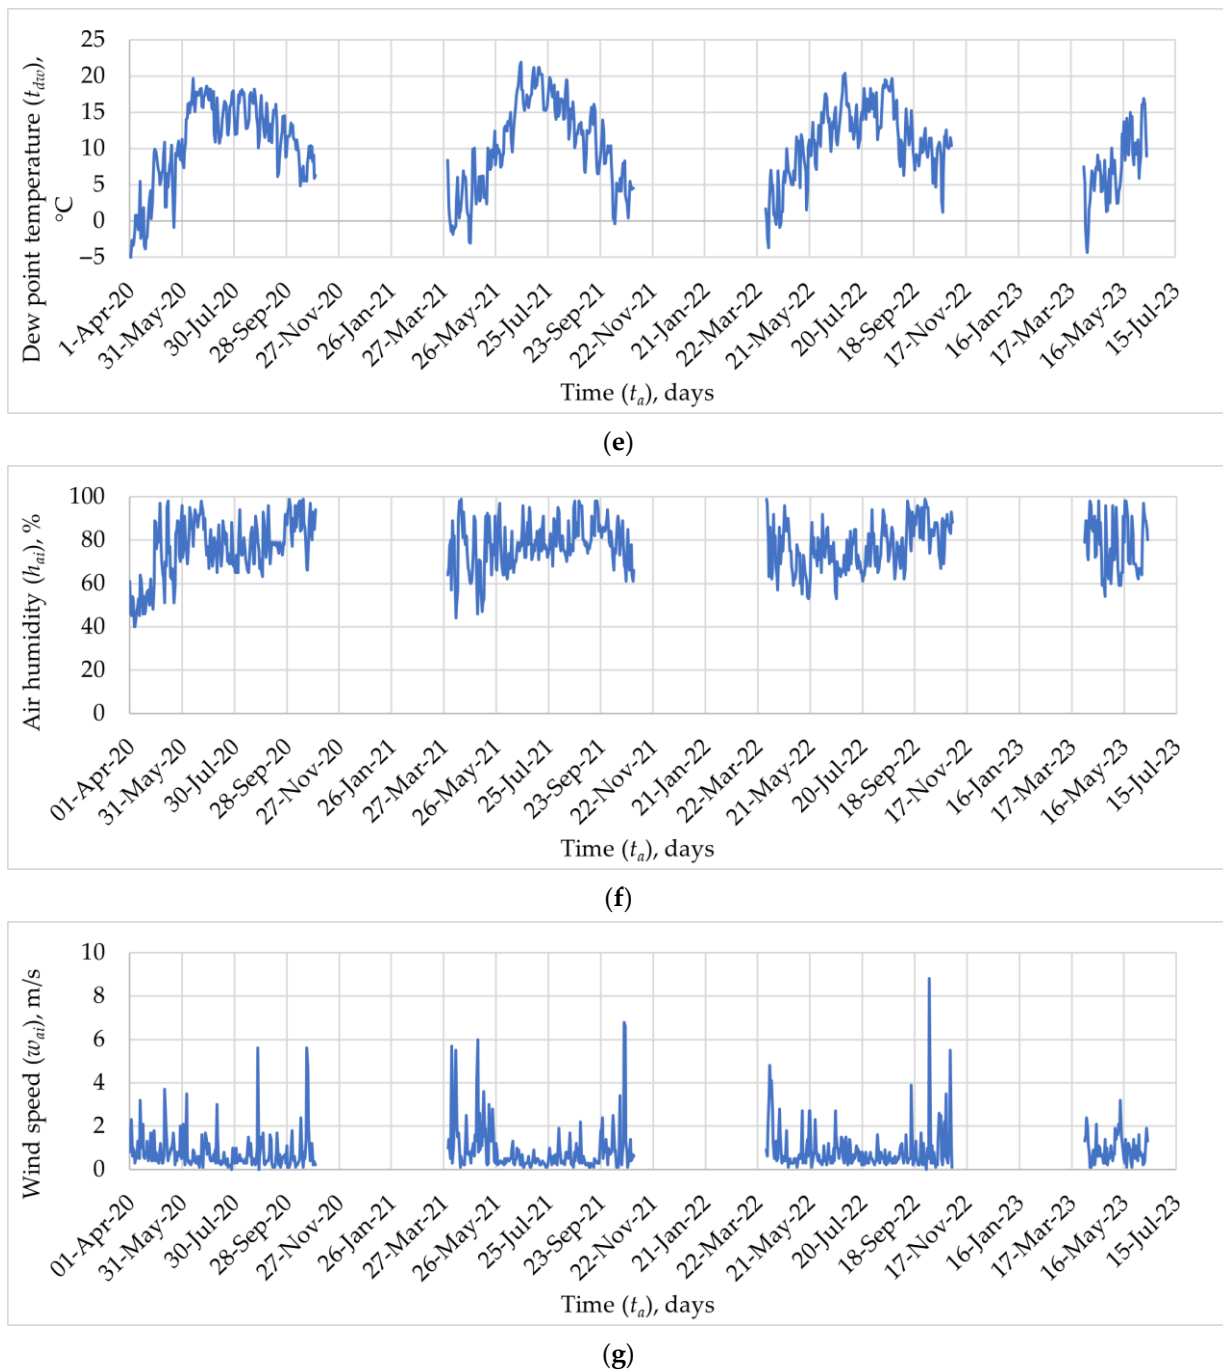 Dew point temperature (t_dw), °C
25
20
15
10
5
0
−5
1-Apr-20
31-May-20
30-Jul-20
28-Sep-20
27-Nov-20
26-Jan-21
27-Mar-21
26-May-21
25-Jul-21
23-Sep-21
22-Nov-21
21-Jan-22
22-Mar-22
21-May-22
20-Jul-22
18-Sep-22
17-Nov-22
16-Jan-23
17-Mar-23
16-May-23
15-Jul-23
Time (t_a), days
(e)
Air humidity (h_ai), %
100
80
60
40
20
0
01-Apr-20
31-May-20
30-Jul-20
28-Sep-20
27-Nov-20
26-Jan-21
27-Mar-21
26-May-21
25-Jul-21
23-Sep-21
22-Nov-21
21-Jan-22
22-Mar-22
21-May-22
20-Jul-22
18-Sep-22
17-Nov-22
16-Jan-23
17-Mar-23
16-May-23
15-Jul-23
Time (t_a), days
(f)
Wind speed (w_ai), m/s
10
8
6
4
2
0
01-Apr-20
31-May-20
30-Jul-20
28-Sep-20
27-Nov-20
26-Jan-21
27-Mar-21
26-May-21
25-Jul-21
23-Sep-21
22-Nov-21
21-Jan-22
22-Mar-22
21-May-22
20-Jul-22
18-Sep-22
17-Nov-22
16-Jan-23
17-Mar-23
16-May-23
15-Jul-23
Time (t_a), days
(g)